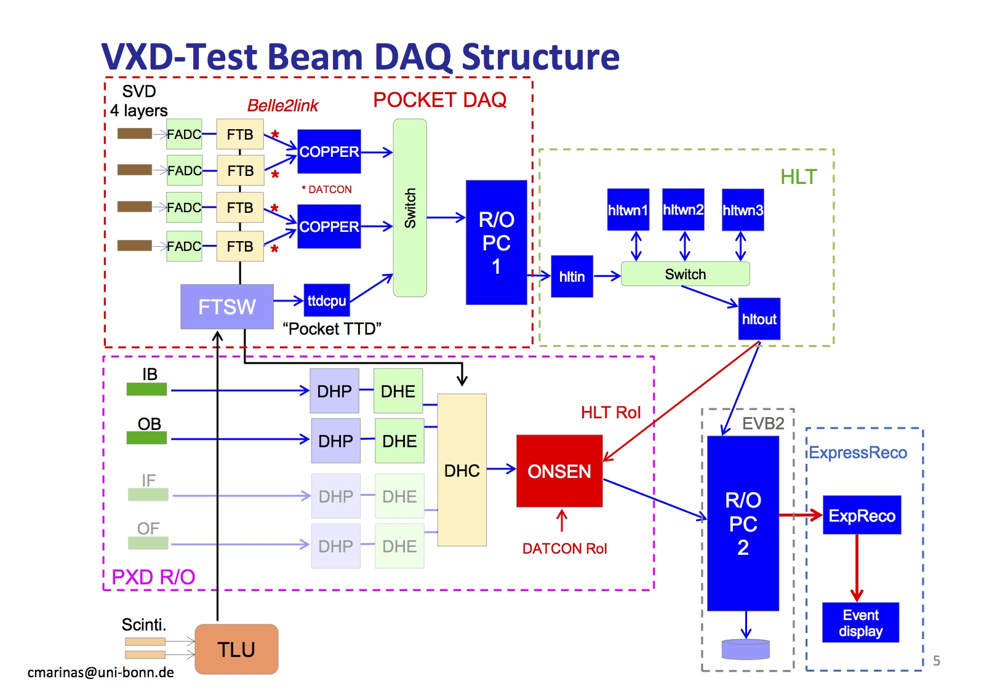 VXD-Test Beam DAQ Structure
SVD
4 layers
Belle2link
POCKET DAQ
FADC
FTB
*
COPPER
FADC
FTB
*
* DATCON
FADC
FTB
*
COPPER
FADC
FTB
*
Switch
R/O
PC
1
FTSW
ttdcpu
“Pocket TTD”
HLT
hltwn1
hltwn2
hltwn3
hltin
Switch
hltout
IB
DHP
DHE
OB
DHP
DHE
IF
DHP
DHE
OF
DHP
DHE
DHC
HLT RoI
ONSEN
DATCON RoI
PXD R/O
EVB2
R/O
PC
2
ExpressReco
ExpReco
Event
display
Scinti.
TLU
cmarinas@uni-bonn.de
5